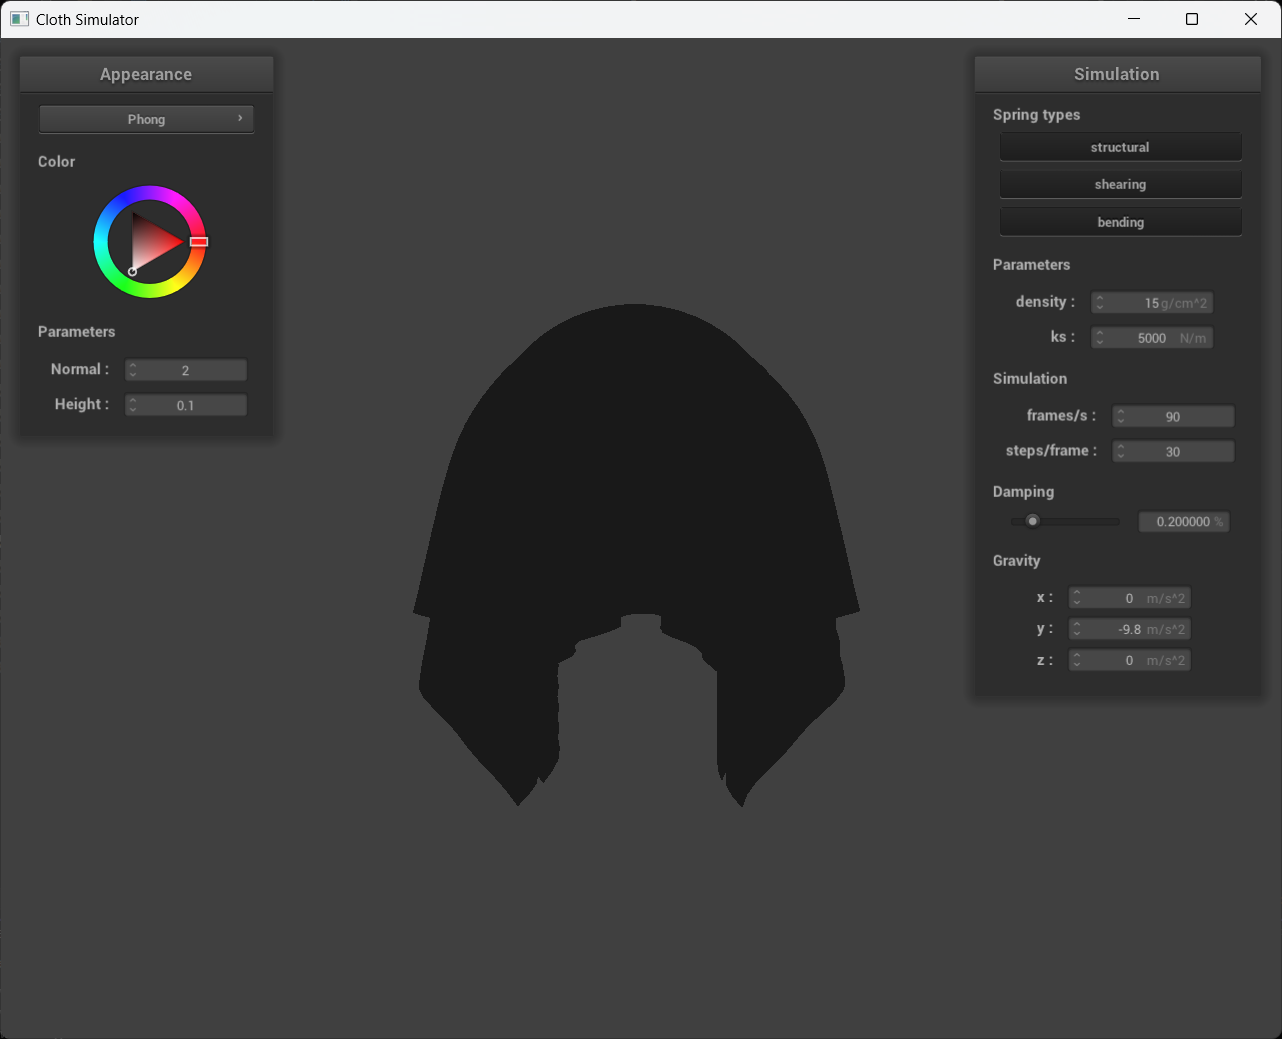 Cloth Simulator
Appearance
Phong
Color
Parameters
Normal : 2
Height : 0.1
Simulation
Spring types
structural
shearing
bending
Parameters
density : 15 g/cm^2
ks : 5000 N/m
Simulation
frames/s : 90
steps/frame : 30
Damping
0.200000 %
Gravity
x : 0 m/s^2
y : -9.8 m/s^2
z : 0 m/s^2